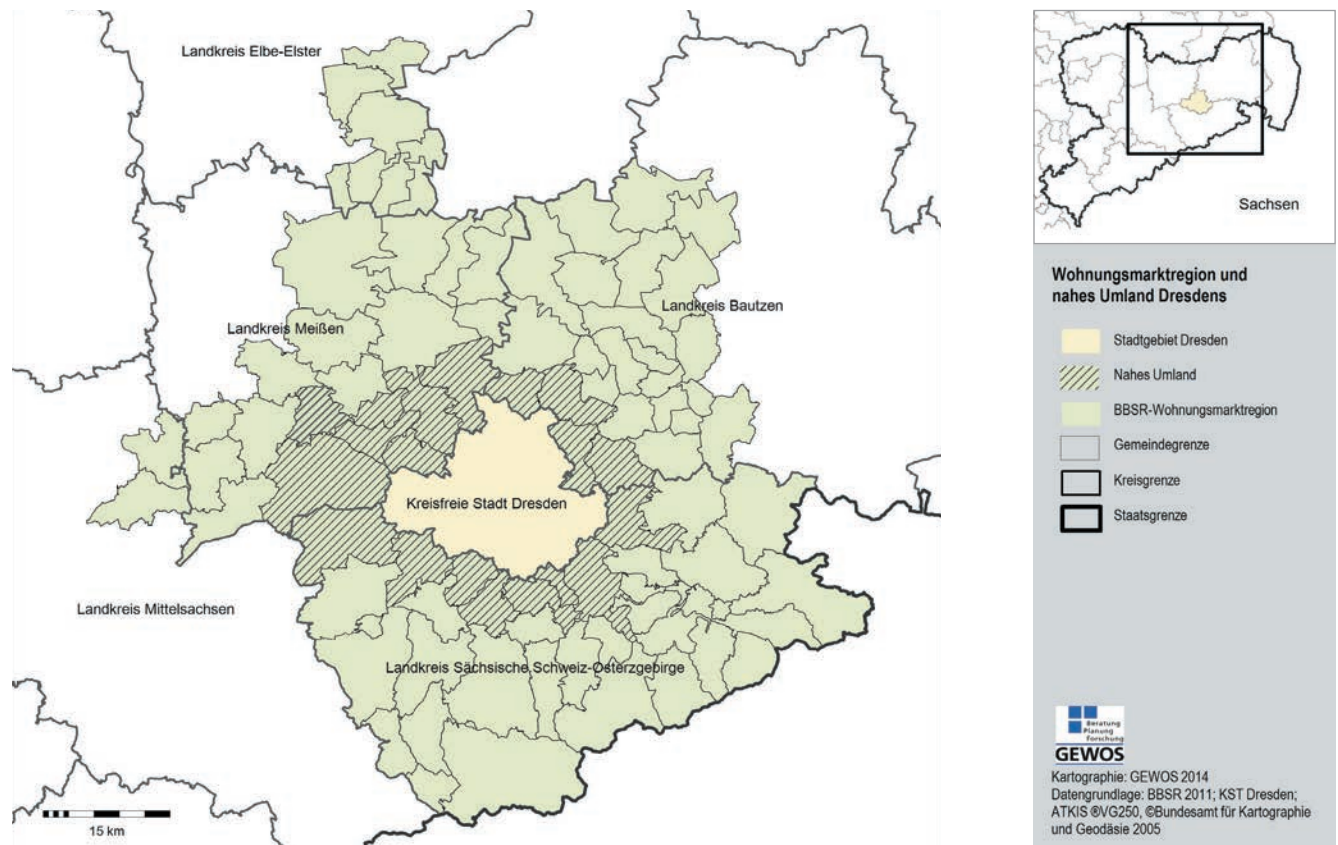 Landkreis Elbe-Elster
Landkreis Bautzen
Landkreis Meißen
Kreisfreie Stadt Dresden
Landkreis Mittelsachsen
Landkreis Sächsische Schweiz-Osterzgebirge
15 km
Sachsen
Wohnungsmarktregion und
nahes Umland Dresdens
Stadtgebiet Dresden
Nahes Umland
BBSR-Wohnungsmarktregion
Gemeindegrenze
Kreisgrenze
Staatsgrenze
Beratung
Planung
Forschung
GEWOS
Kartographie: GEWOS 2014
Datengrundlage: BBSR 2011; KST Dresden;
ATKIS ®VG250, ©Bundesamt für Kartographie
und Geodäsie 2005